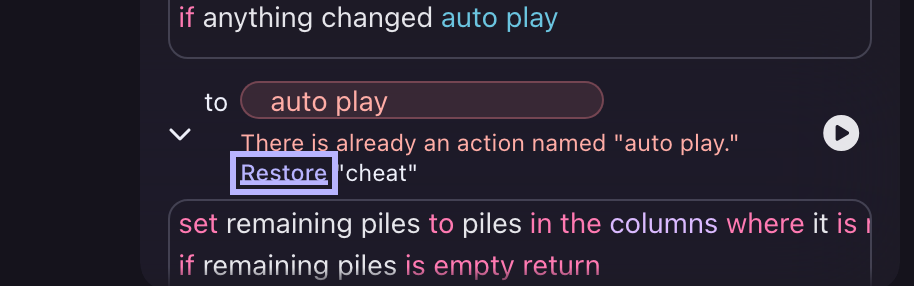 if anything changed auto play
to auto play
There is already an action named "auto play."
Restore "cheat"
set remaining piles to piles in the columns where it is
if remaining piles is empty return